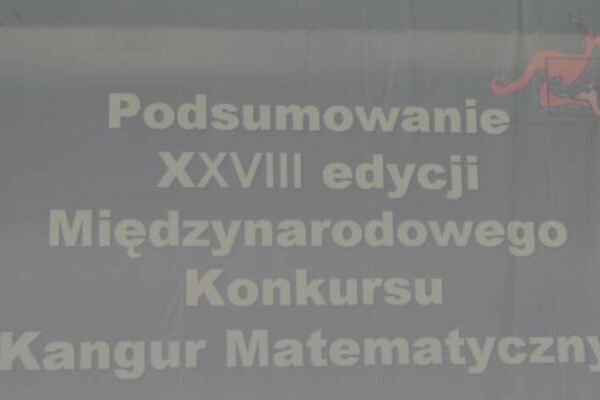 Podsumowanie
XXVIII edycji
Międzynarodowego
Konkursu
Kangur Matematyczny